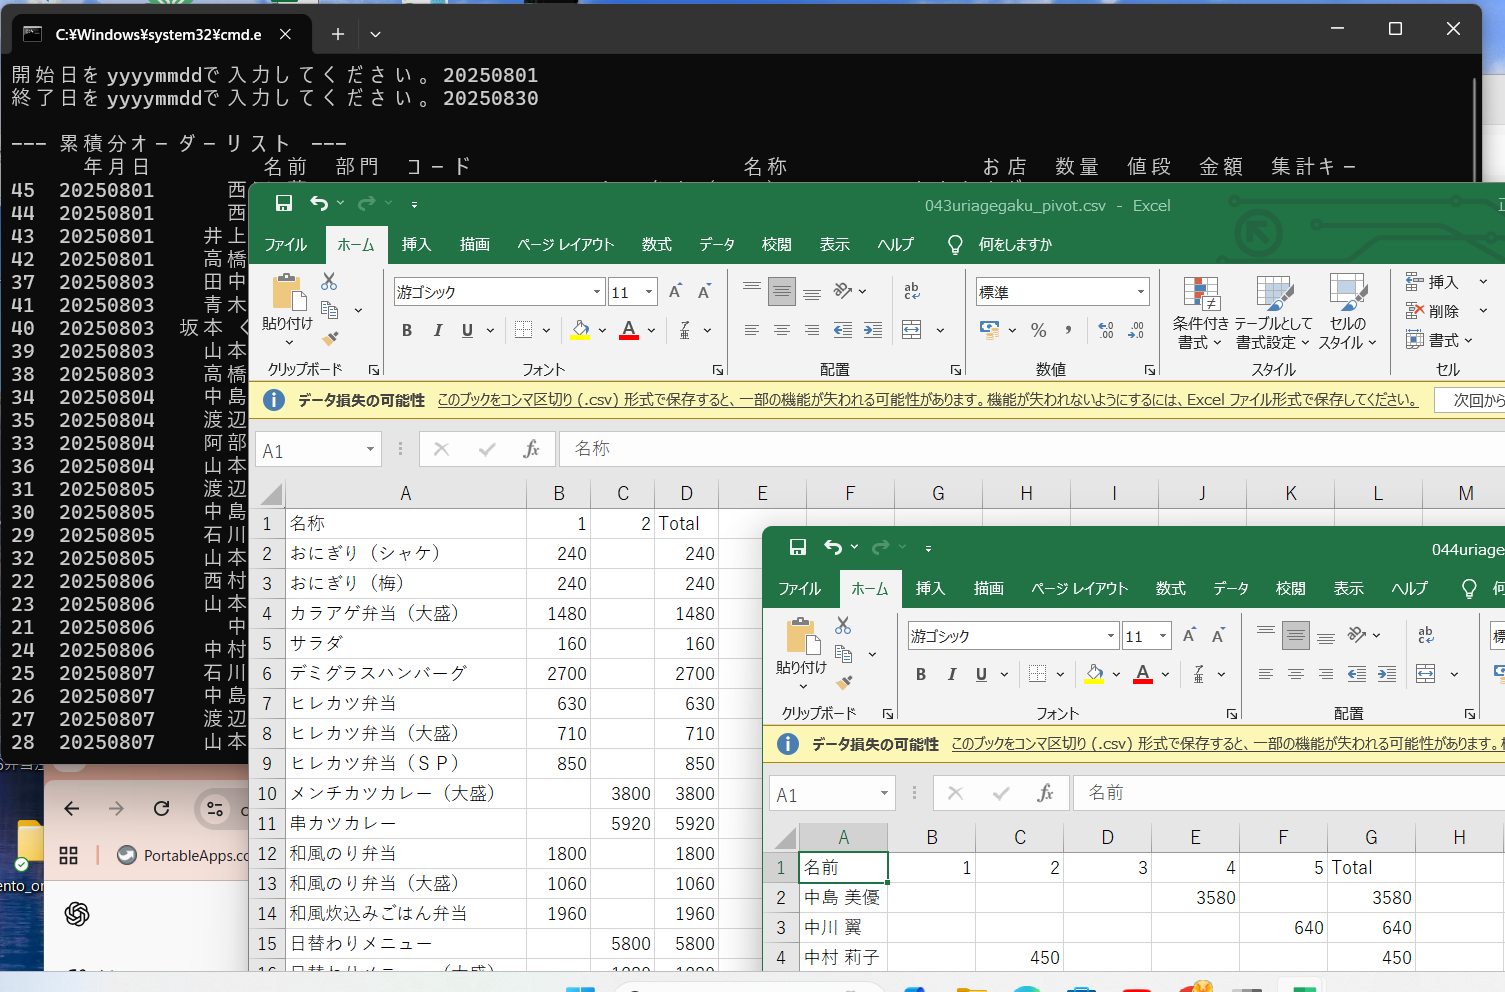 C:¥Windows¥system32¥cmd.e
開始日をyyyymmddで入力してください。20250801
終了日をyyyymmddで入力してください。20250830
--- 累積分オーダーリスト ---
年月日 名前 部門 コード 名称 お店 数量 値段 金額 集計キー
45 20250801 西
44 20250801 西
43 20250801 井上
42 20250801 高橋
37 20250803 田中
41 20250803 青木
40 20250803 坂本
39 20250803 山本
38 20250803 高橋
34 20250804 中島
35 20250804 渡辺
33 20250804 阿部
36 20250804 山本
31 20250805 渡辺
30 20250805 中島
29 20250805 石川
32 20250805 山本
22 20250806 西村
23 20250806 山本
21 20250806 中
24 20250806 中村
25 20250807 石川
26 20250807 中島
27 20250807 渡辺
28 20250807 山本
043uriagegaku_pivot.csv - Excel
ファイル ホーム 挿入 描画 ページ レイアウト 数式 データ 校閲 表示 ヘルプ 何をしますか
貼り付け
クリップボード
游ゴシック 11
B I U A 亜
フォント
ab
配置
標準
% ,
数値
条件付き書式 テーブルとして書式設定 セルのスタイル
スタイル
挿入
削除
書式
セル
データ損失の可能性 このブックをコンマ区切り (.csv) 形式で保存すると、一部の機能が失われる可能性があります。機能が失われないようにするには、Excel ファイル形式で保存してください。 次回から
A1 fx 名称
A B C D E F G H I J K L M
1 名称 1 2 Total
2 おにぎり（シャケ） 240 240
3 おにぎり（梅） 240 240
4 カラアゲ弁当（大盛） 1480 1480
5 サラダ 160 160
6 デミグラスハンバーグ 2700 2700
7 ヒレカツ弁当 630 630
8 ヒレカツ弁当（大盛） 710 710
9 ヒレカツ弁当（ＳＰ） 850 850
10 メンチカツカレー（大盛） 3800 3800
11 串カツカレー 5920 5920
12 和風のり弁当 1800 1800
13 和風のり弁当（大盛） 1060 1060
14 和風炊込みごはん弁当 1960 1960
15 日替わりメニュー 5800 5800
044uriage
ファイル ホーム 挿入 描画 ページ レイアウト 数式 データ 校閲 表示 ヘルプ 何
貼り付け
クリップボード
游ゴシック 11
B I U A 亜
フォント
ab
配置
データ損失の可能性 このブックをコンマ区切り (.csv) 形式で保存すると、一部の機能が失われる可能性があります。
A1 fx 名前
A B C D E F G H
1 名前 1 2 3 4 5 Total
2 中島 美優 3580 3580
3 中川 翼 640 640
4 中村 莉子 450 450
PortableApps.co